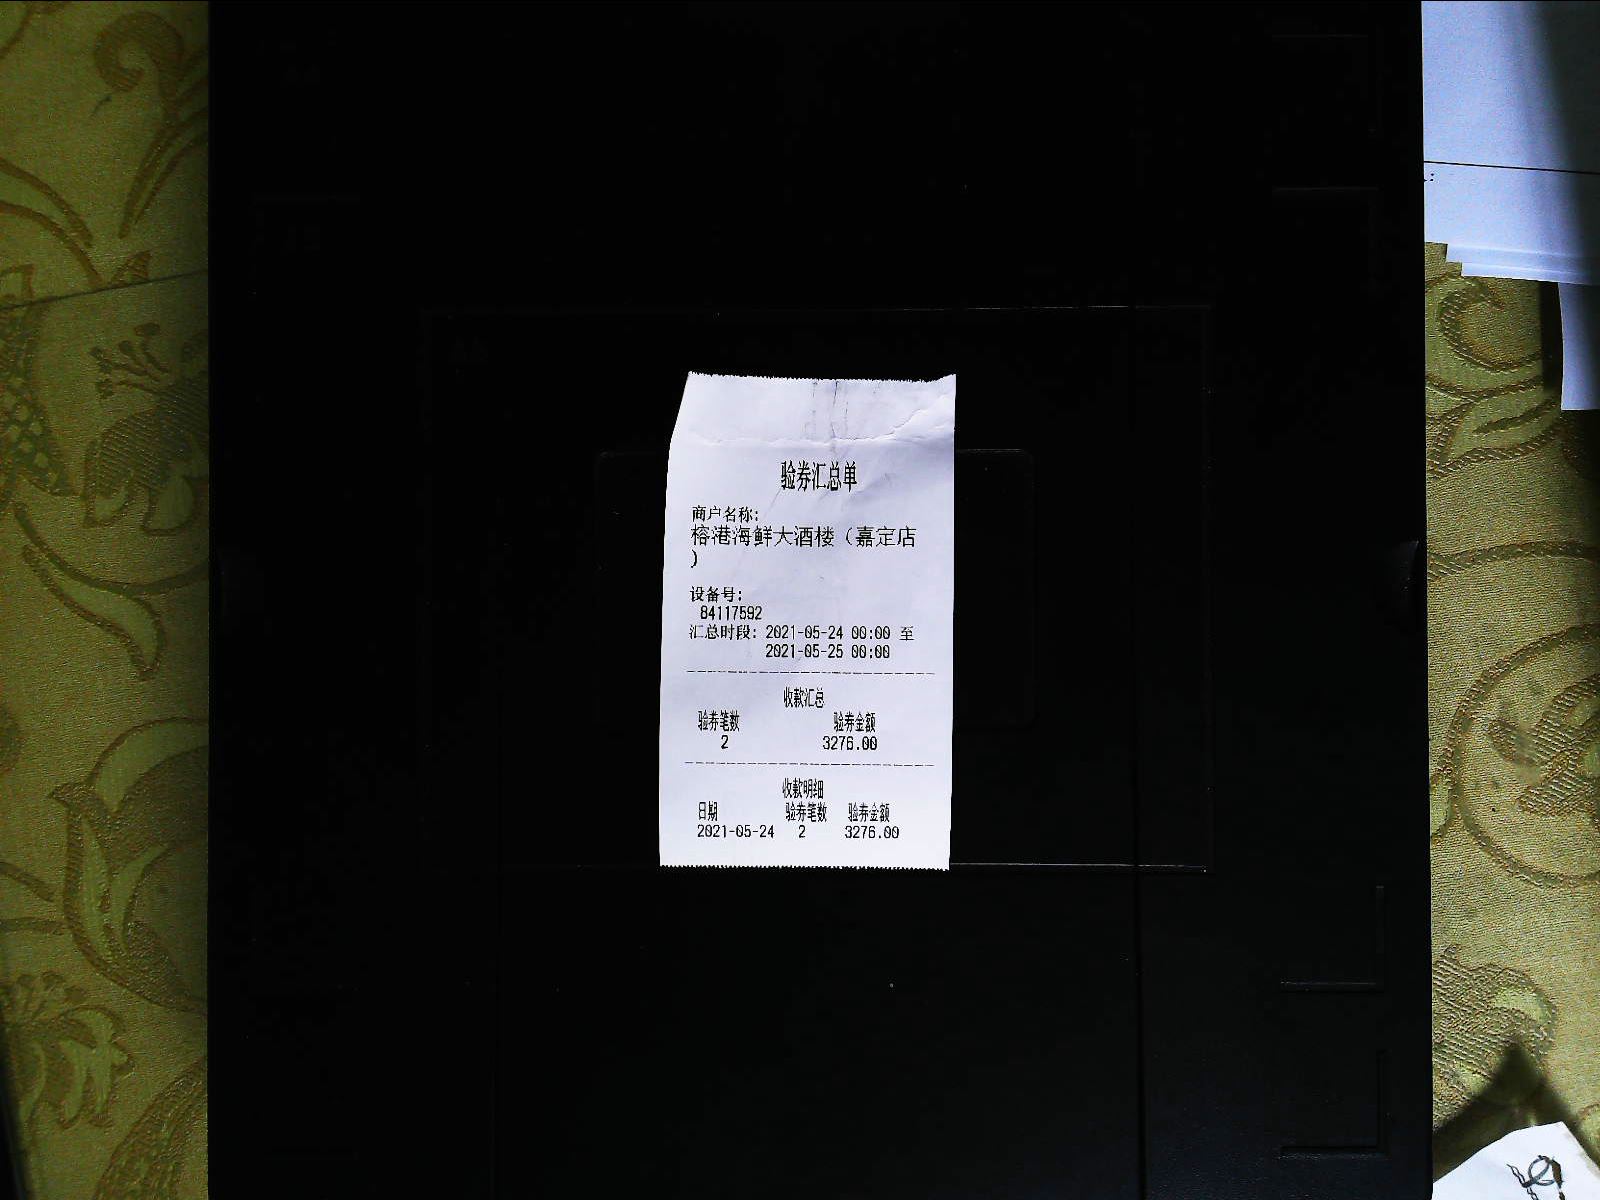 验券汇总单
商户名称:
榕港海鲜大酒楼（嘉定店
）
设备号:
84117592
汇总时段: 2021-05-24 00:00 至
2021-05-25 00:00
收款汇总
验券笔数 验券金额
2 3276.00
收款明细
日期 验券笔数 验券金额
2021-05-24 2 3276.00